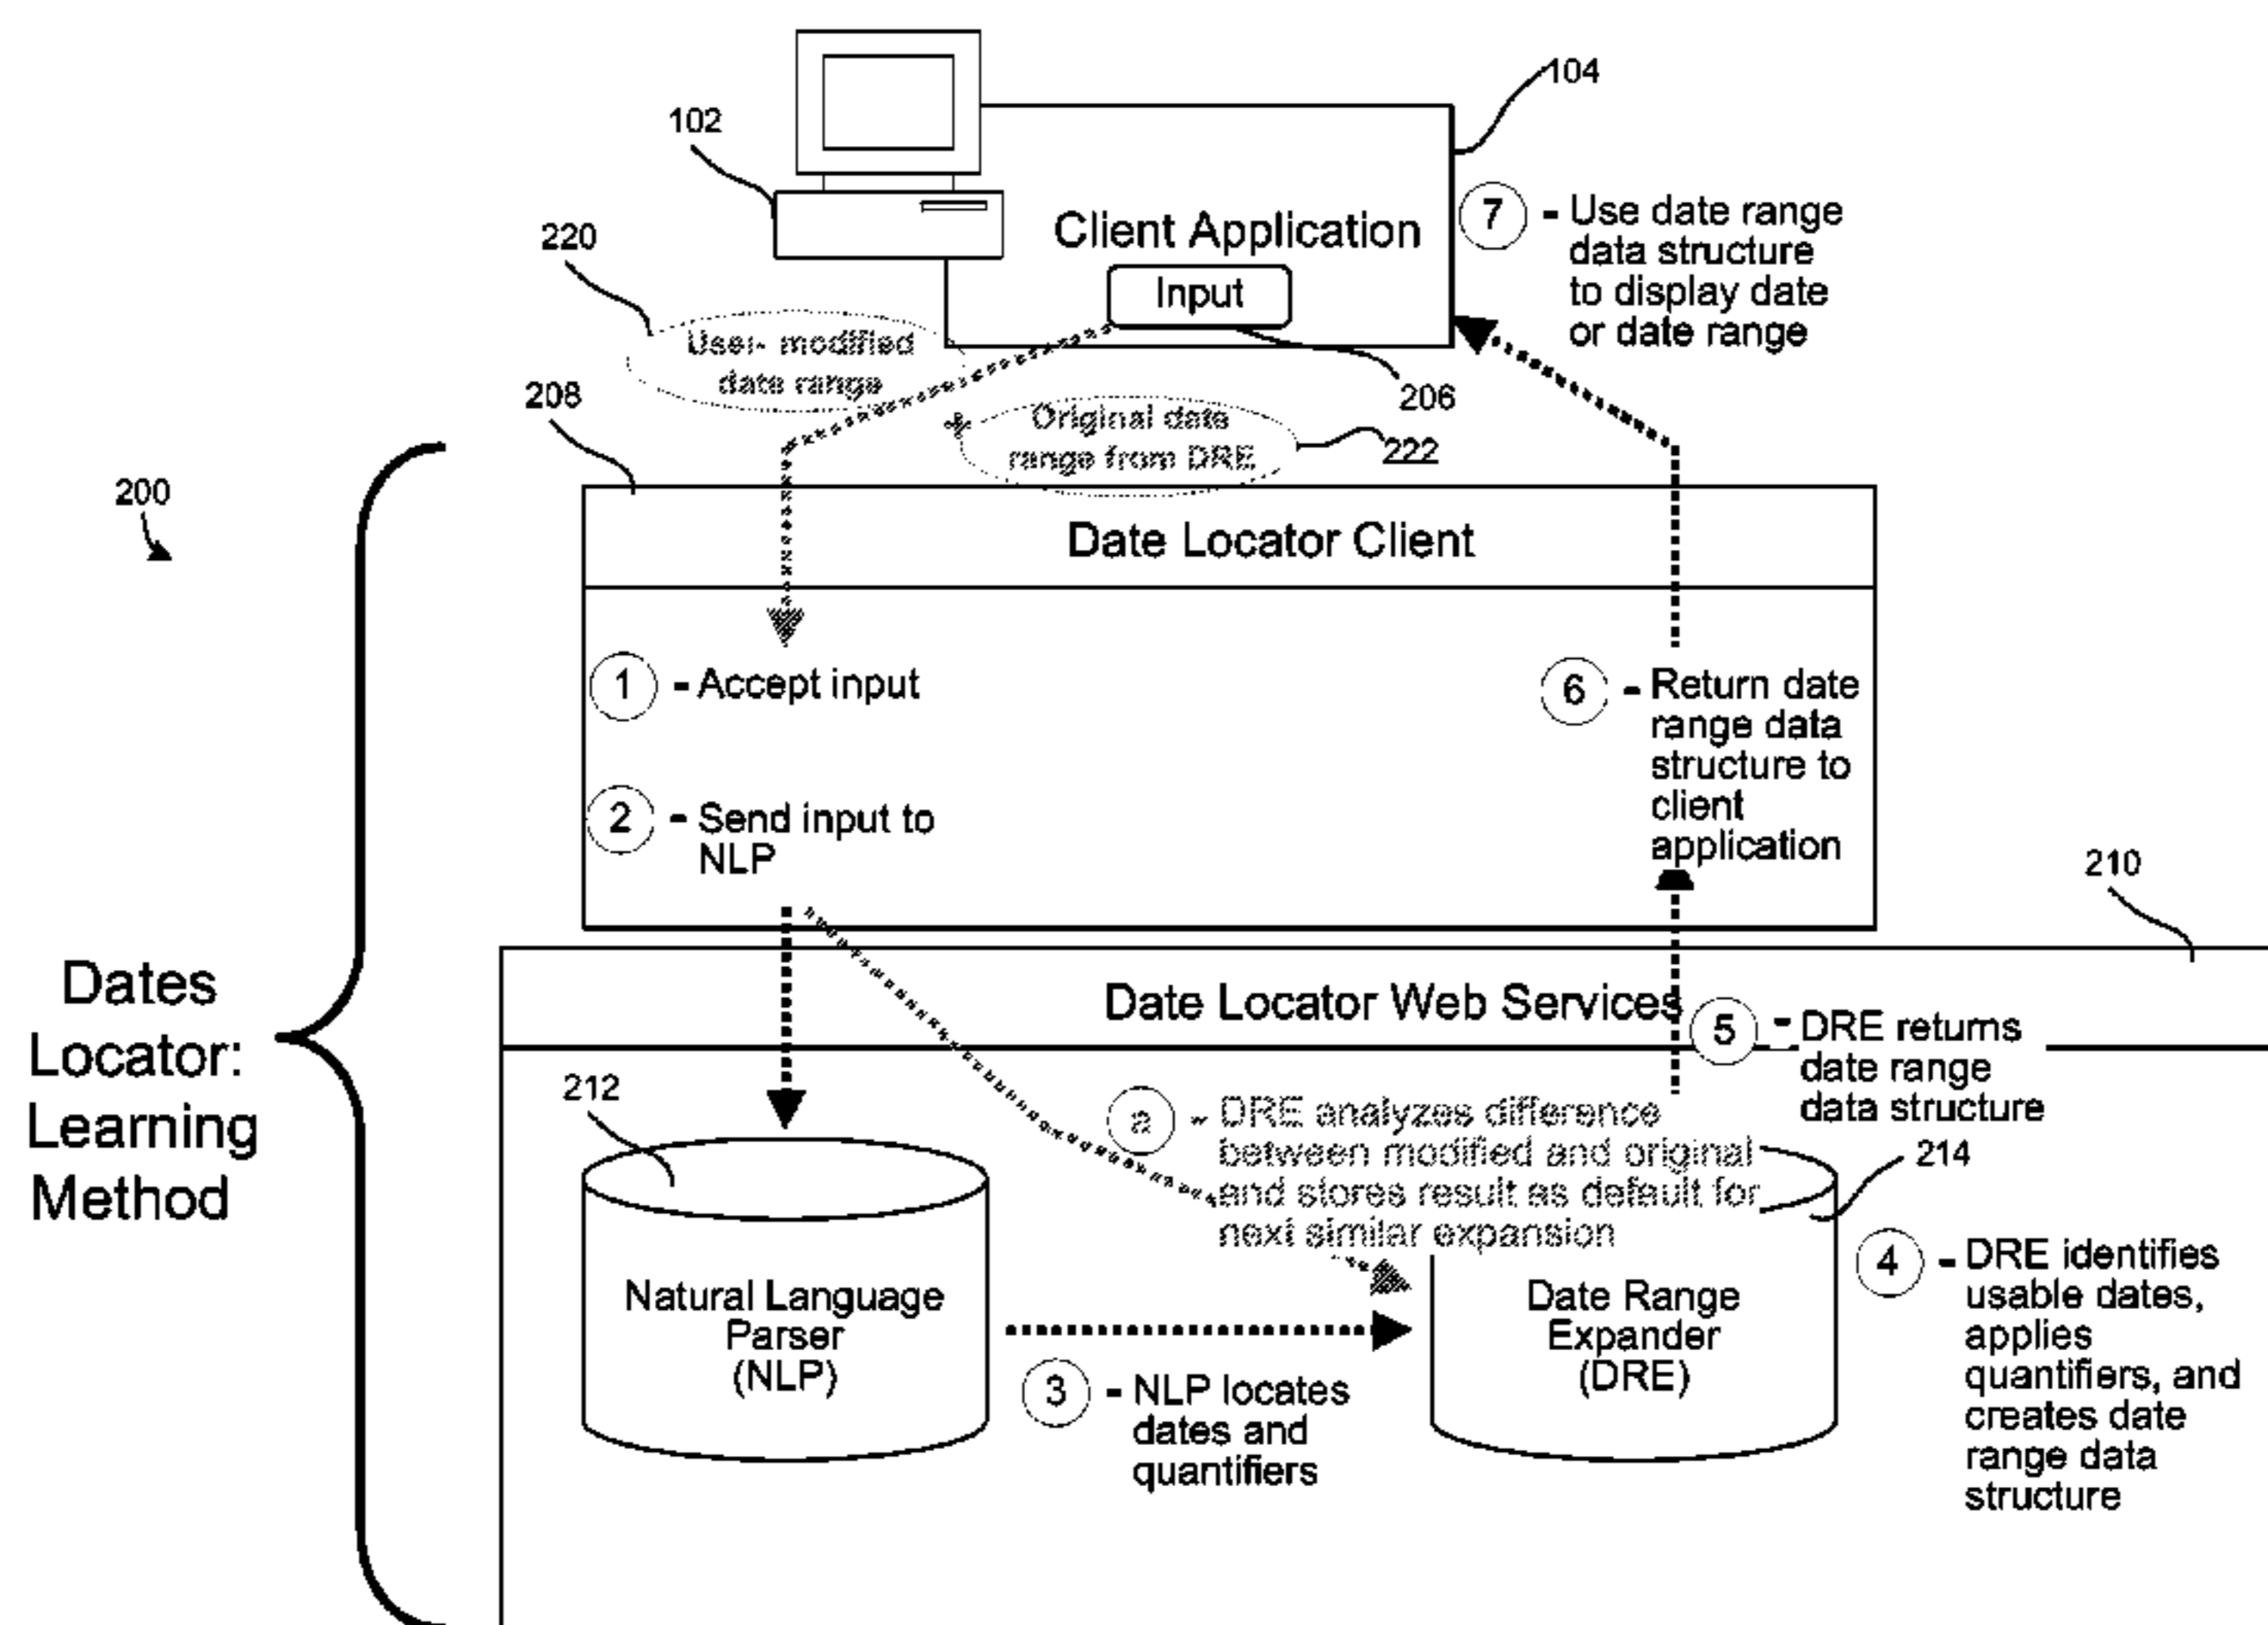 104
102
Client Application
Input
7 - Use date range
data structure
to display date
or date range
220
User- modified
date range
206
208
+ Original date
range from DRE
222
200
Date Locator Client
1 - Accept input
2 - Send input to
NLP
6 - Return date
range data
structure to
client
application
210
Dates
Locator:
Learning
Method
Date Locator Web Services
5 - DRE returns
date range
data structure
212
a - DRE analyzes difference
between modified and original
and stores result as default for
next similar expansion
214
Natural Language
Parser
(NLP)
3 - NLP locates
dates and
quantifiers
Date Range
Expander
(DRE)
4 - DRE identifies
usable dates,
applies
quantifiers, and
creates date
range data
structure